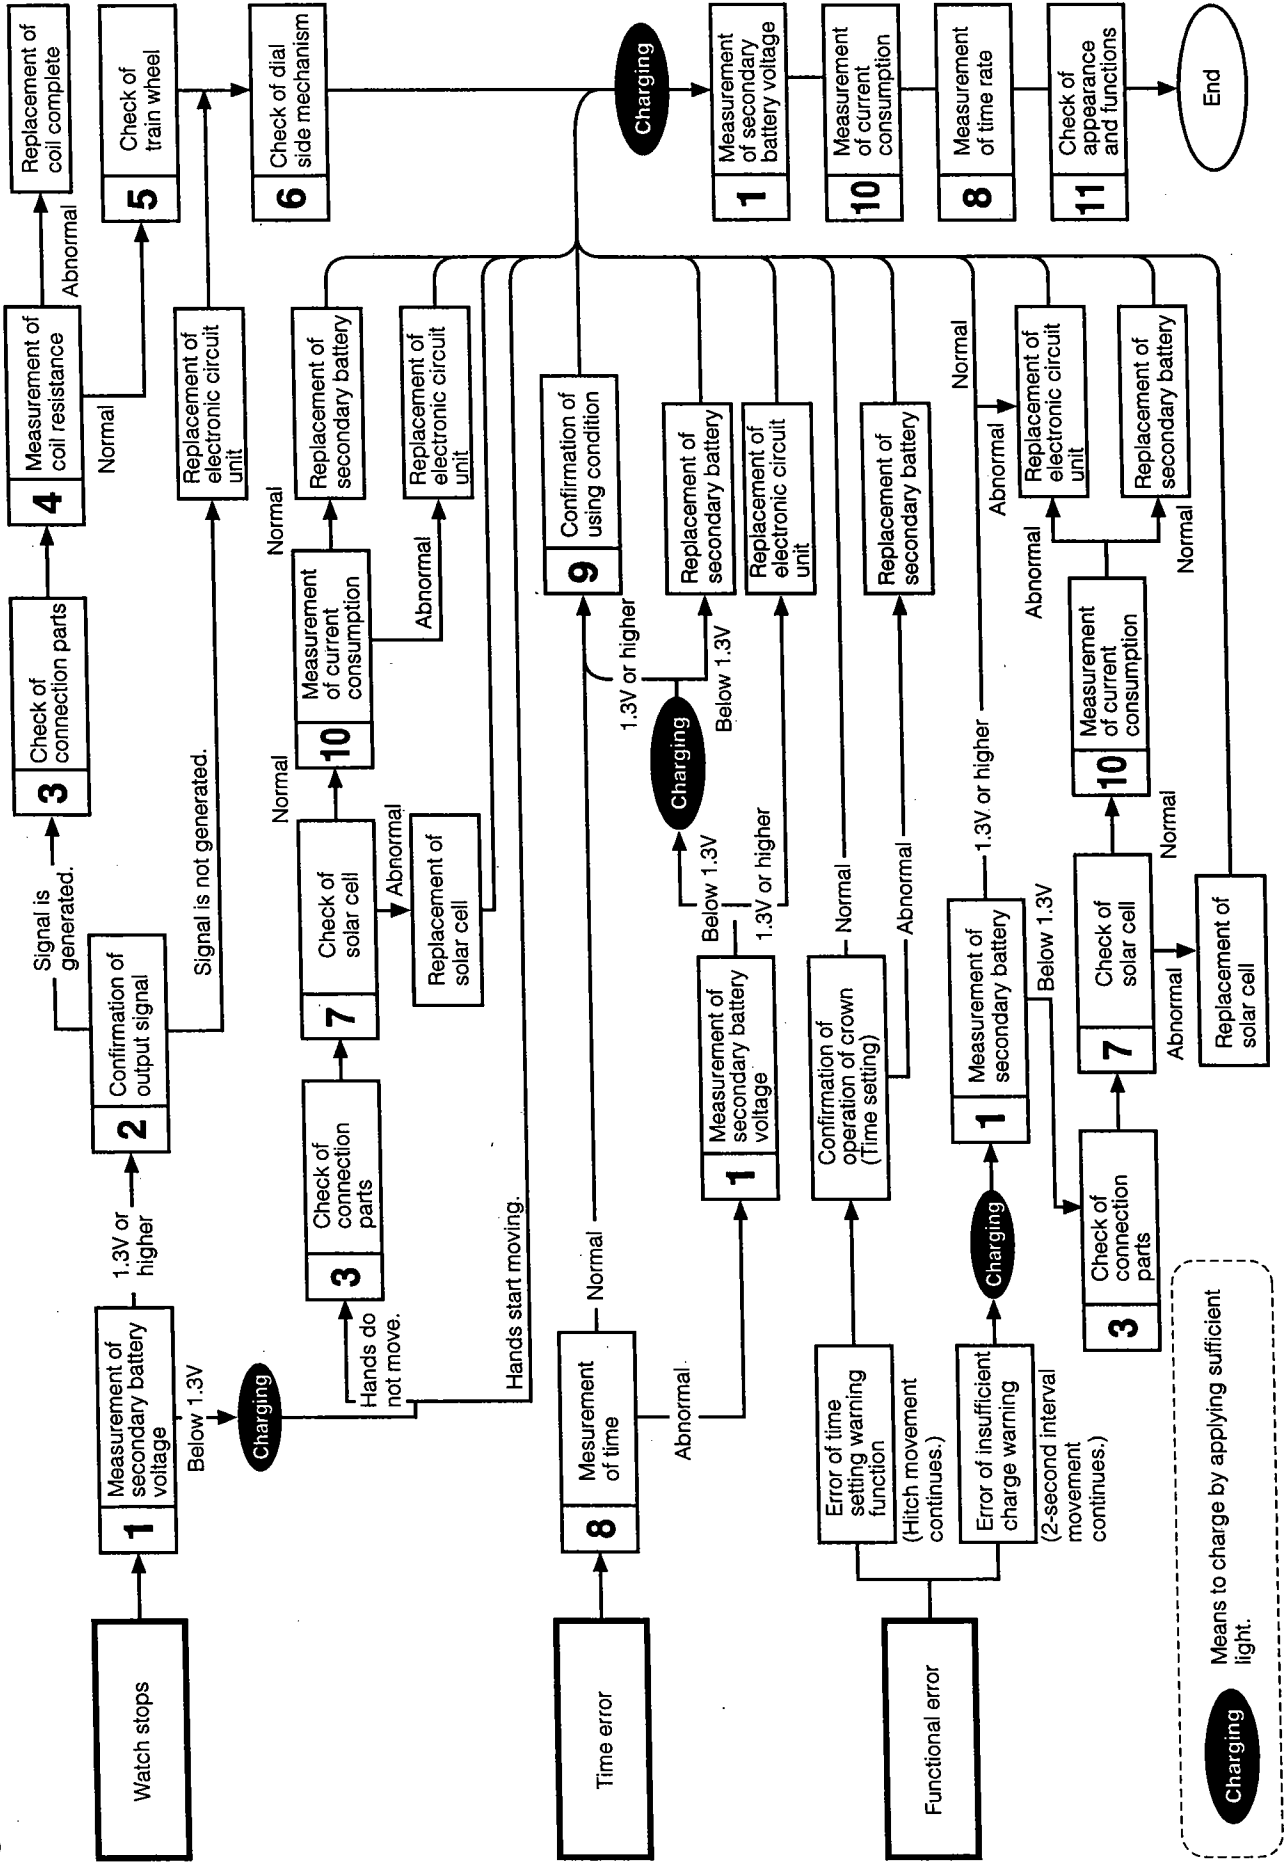 Watch stops
1
Measurement of
secondary battery
voltage
1.3V or
higher
Below 1.3V
Charging
2
Confirmation of
output signal
Signal is
generated.
Signal is not generated.
3
Check of
connection parts
4
Measurement of
coil resistance
Abnormal
Normal
Replacement of
coil complete
5
Check of
train wheel
Replacement of
electronic circuit
unit
6
Check of dial
side mechanism
Hands do
not move.
Hands start moving.
3
Check of
connection
parts
7
Check of
solar cell
Normal
Abnormal
Replacement of
solar cell
10
Measurement
of current
consumption
Normal
Abnormal
Replacement of
secondary battery
Replacement of
electronic circuit
unit
Time error
8
Mesurement
of time
Normal
Abnormal
1
Measurement of
secondary battery
voltage
Below 1.3V
1.3V or higher
Charging
1.3V or higher
Below 1.3V
9
Confirmation of
using condition
Replacement of
secondary battery
Replacement of
electronic circuit
unit
Functional error
Error of time
setting warning
function
(Hitch movement
continues.)
Confirmation of
operation of crown
(Time setting)
Normal
Abnormal
Replacement of
secondary battery
Error of insufficient
charge warning
(2-second interval
movement
continues.)
Charging
1
Measurement of
secondary battery
1.3V or higher
Below 1.3V
Normal
Abnormal
3
Check of
connection
parts
7
Check of
solar cell
Normal
Abnormal
Replacement of
solar cell
10
Measurement
of current
consumption
Abnormal
Normal
Replacement of
electronic circuit
unit
Replacement of
secondary battery
Charging
1
Measurement
of secondary
battery voltage
10
Measurement
of current
consumption
8
Measurement
of time rate
11
Check of
appearance
and functions
End
Charging
Means to charge by applying sufficient
light.